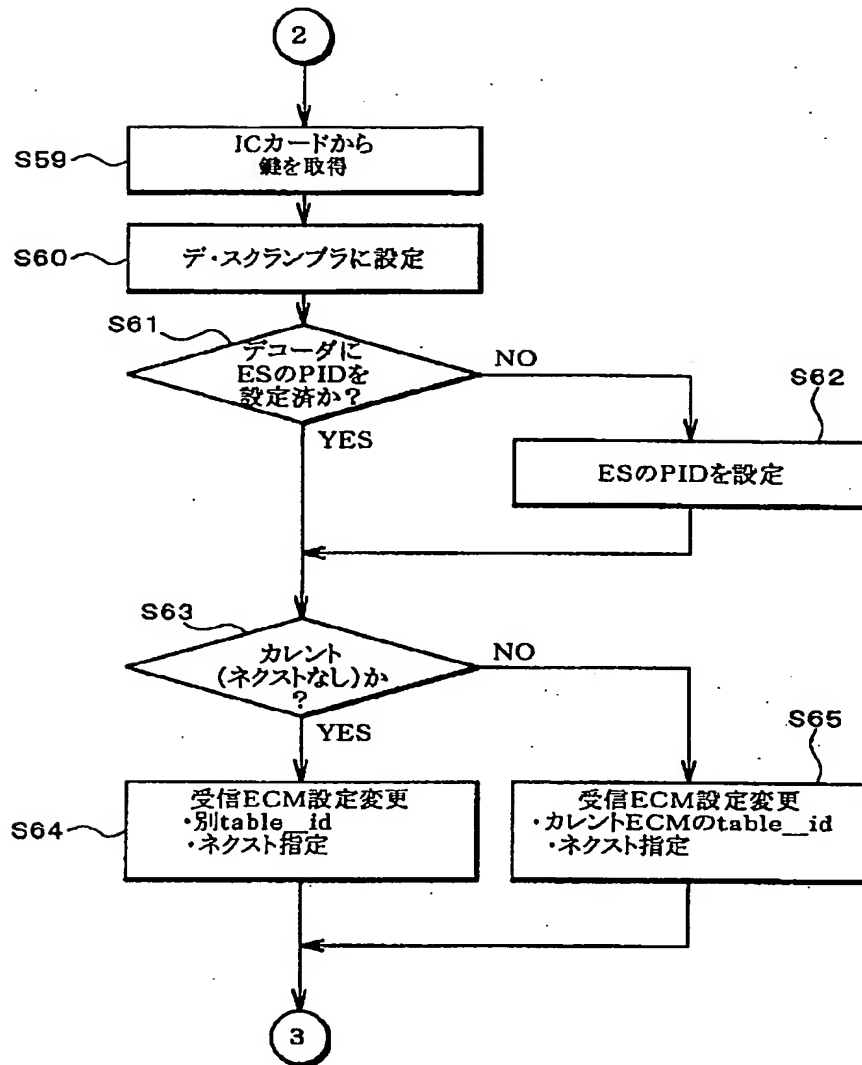 2
S59
ICカードから
鍵を取得
S60
デ・スクランブラに設定
S61
デコーダに
ESのPIDを
設定済か?
NO
YES
S62
ESのPIDを設定
S63
カレント
(ネクストなし)か
?
NO
YES
S64
受信ECM設定変更
・別table_id
・ネクスト指定
S65
受信ECM設定変更
・カレントECMのtable_id
・ネクスト指定
3